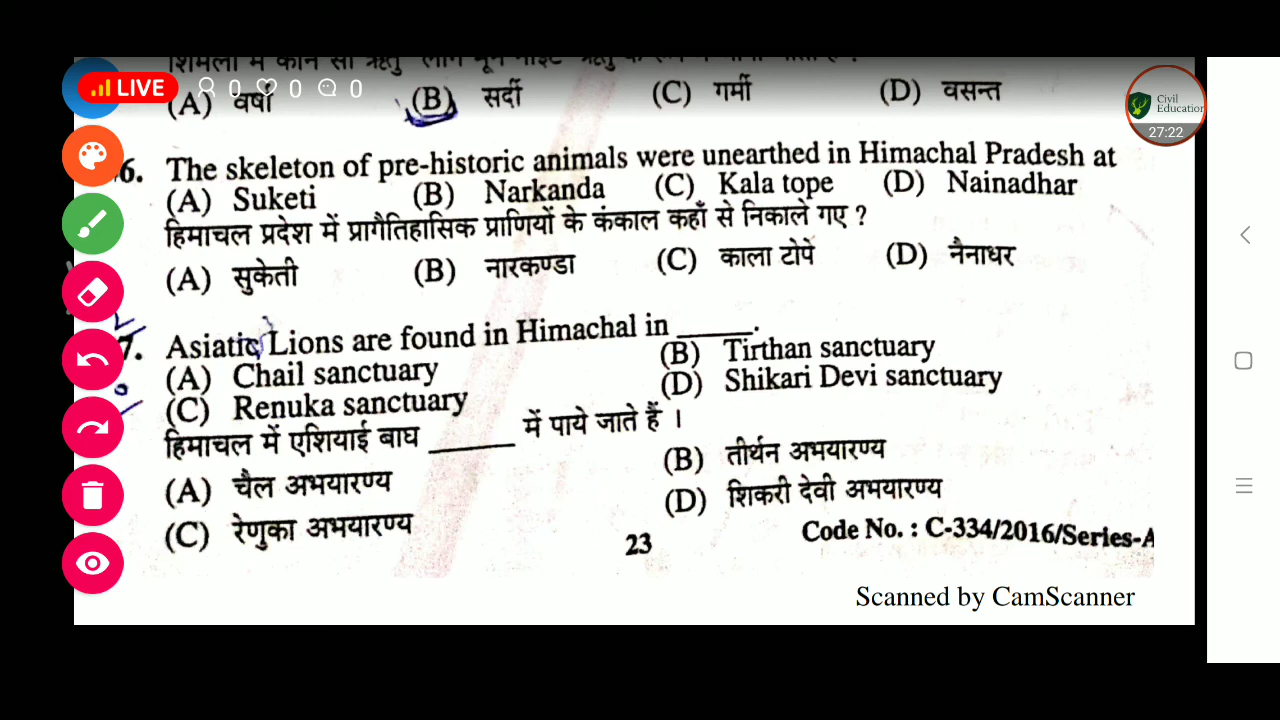 LIVE 0 0 0
(A) वर्षा (B) सर्दी (C) गर्मी (D) वसन्त
Civil
Education
27:22
6. The skeleton of pre-historic animals were unearthed in Himachal Pradesh at
(A) Suketi (B) Narkanda (C) Kala tope (D) Nainadhar
हिमाचल प्रदेश में प्रागैतिहासिक प्राणियों के कंकाल कहाँ से निकाले गए ?
(A) सुकेती (B) नारकण्डा (C) काला टोपे (D) नैनाधर
7. Asiatic Lions are found in Himachal in _____.
(A) Chail sanctuary (B) Tirthan sanctuary
(C) Renuka sanctuary (D) Shikari Devi sanctuary
हिमाचल में एशियाई बाघ ______ में पाये जाते हैं ।
(A) चैल अभयारण्य (B) तीर्थन अभयारण्य
(C) रेणुका अभयारण्य (D) शिकरी देवी अभयारण्य
23 Code No. : C-334/2016/Series-A
Scanned by CamScanner